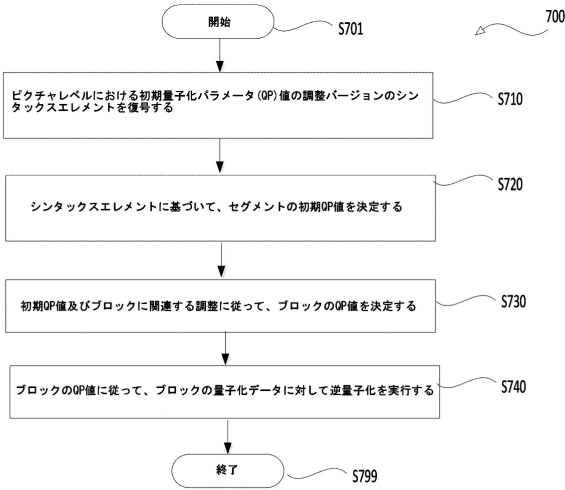 700
開始
S701
ピクチャレベルにおける初期量子化パラメータ(QP)値の調整バージョンのシン
タックスエレメントを復号する
S710
シンタックスエレメントに基づいて、セグメントの初期QP値を決定する
S720
初期QP値及びブロックに関連する調整に従って、ブロックのQP値を決定する
S730
ブロックのQP値に従って、ブロックの量子化データに対して逆量子化を実行する
S740
終了
S799